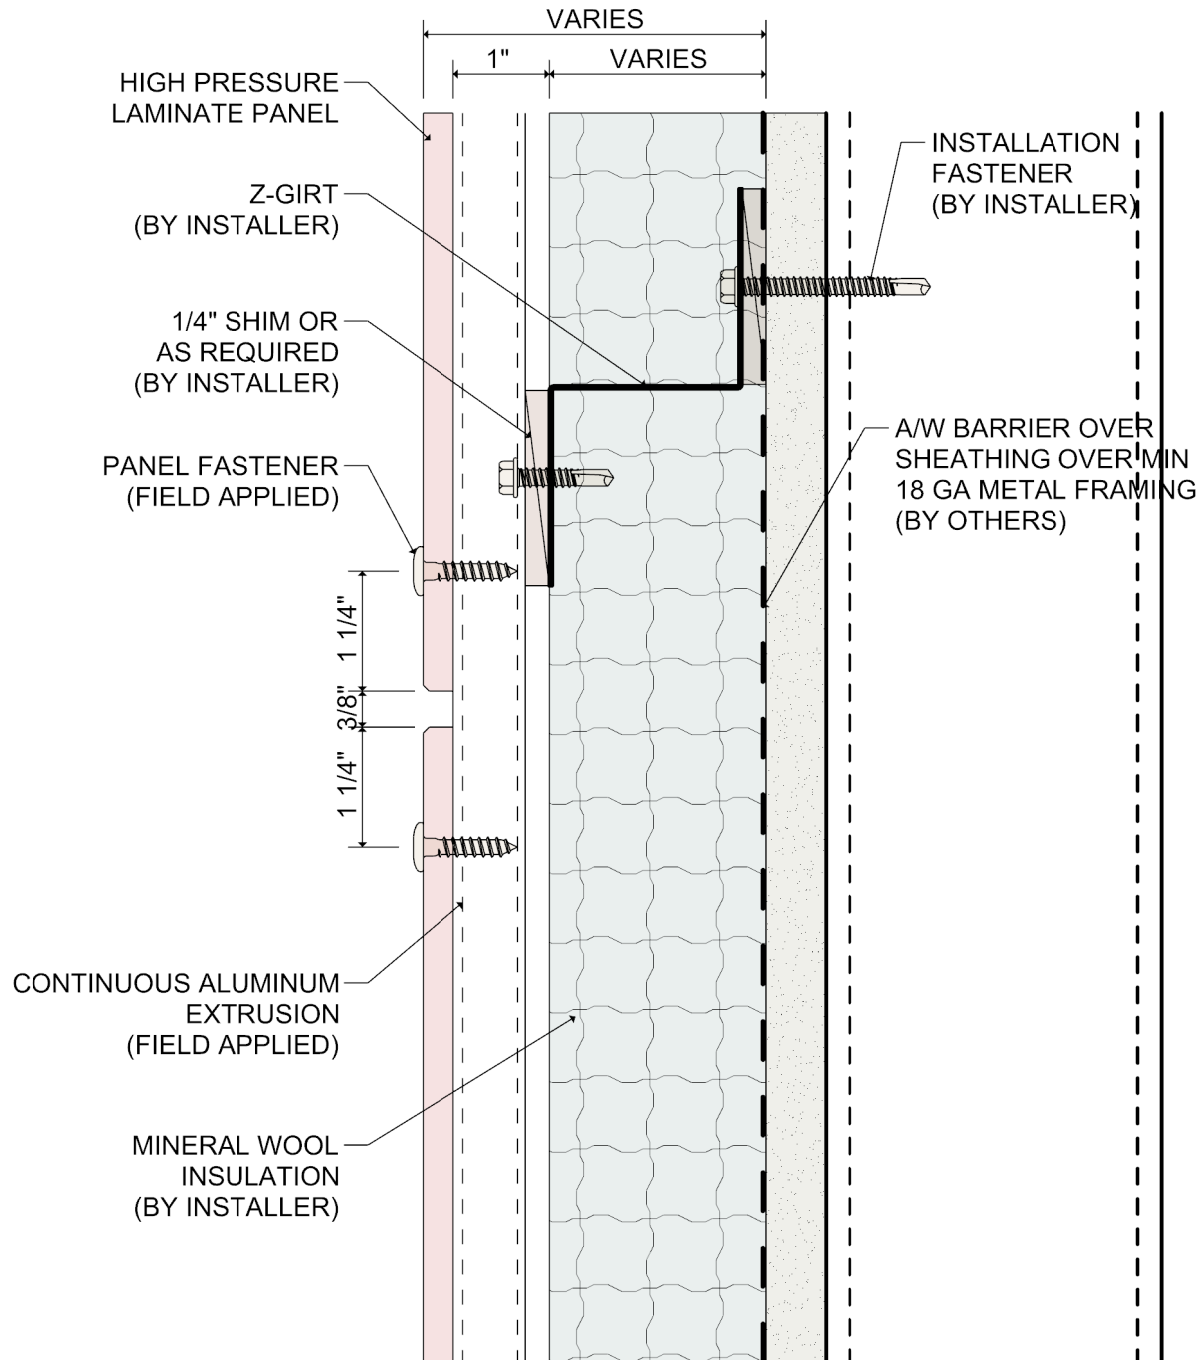 VARIES
1"
VARIES
HIGH PRESSURE
LAMINATE PANEL
INSTALLATION
FASTENER
(BY INSTALLER)
Z-GIRT
(BY INSTALLER)
1/4" SHIM OR
AS REQUIRED
(BY INSTALLER)
A/W BARRIER OVER
SHEATHING OVER MIN
18 GA METAL FRAMING
(BY OTHERS)
PANEL FASTENER
(FIELD APPLIED)
1 1/4"
3/8"
1 1/4"
CONTINUOUS ALUMINUM
EXTRUSION
(FIELD APPLIED)
MINERAL WOOL
INSULATION
(BY INSTALLER)